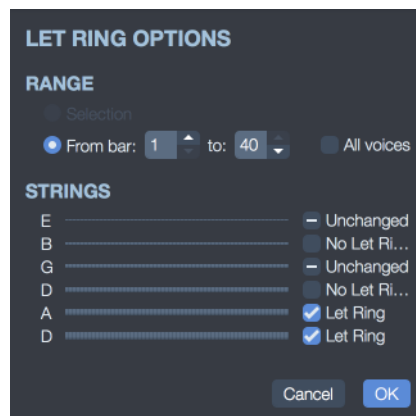 LET RING OPTIONS
RANGE
Selection
From bar: 1 to: 40 All voices
STRINGS
E Unchanged
B No Let Ri...
G Unchanged
D No Let Ri...
A Let Ring
D Let Ring
Cancel OK